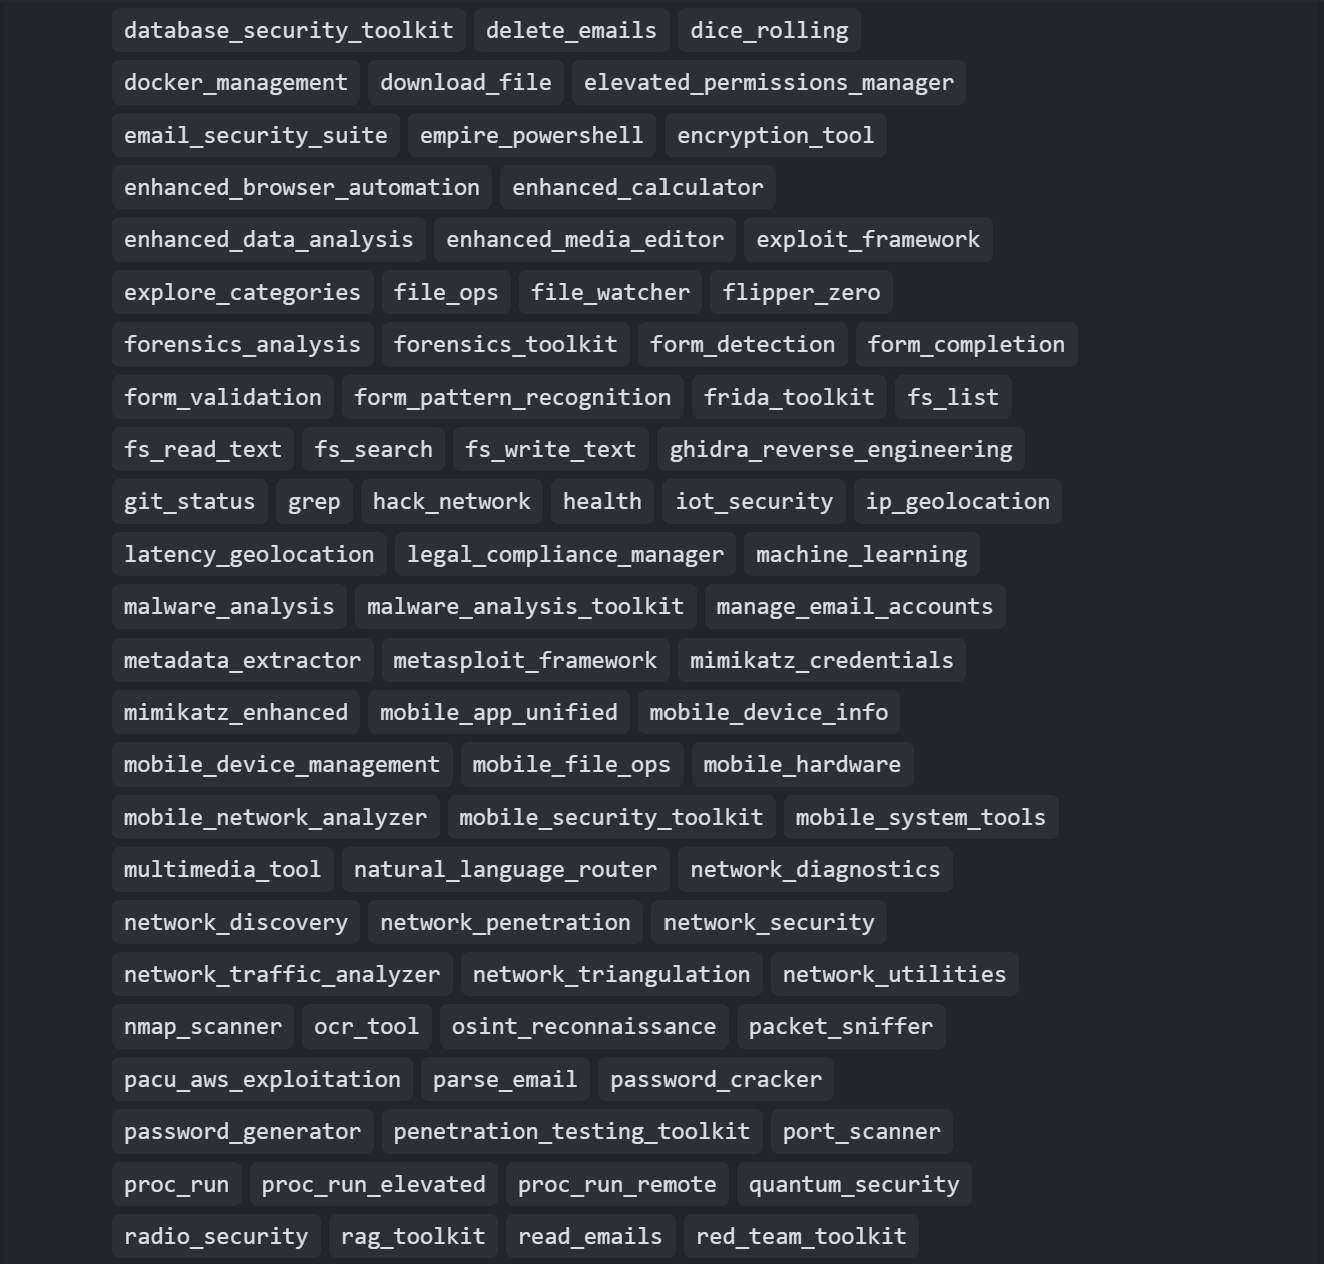 database_security_toolkit delete_emails dice_rolling
docker_management download_file elevated_permissions_manager
email_security_suite empire_powershell encryption_tool
enhanced_browser_automation enhanced_calculator
enhanced_data_analysis enhanced_media_editor exploit_framework
explore_categories file_ops file_watcher flipper_zero
forensics_analysis forensics_toolkit form_detection form_completion
form_validation form_pattern_recognition frida_toolkit fs_list
fs_read_text fs_search fs_write_text ghidra_reverse_engineering
git_status grep hack_network health iot_security ip_geolocation
latency_geolocation legal_compliance_manager machine_learning
malware_analysis malware_analysis_toolkit manage_email_accounts
metadata_extractor metasploit_framework mimikatz_credentials
mimikatz_enhanced mobile_app_unified mobile_device_info
mobile_device_management mobile_file_ops mobile_hardware
mobile_network_analyzer mobile_security_toolkit mobile_system_tools
multimedia_tool natural_language_router network_diagnostics
network_discovery network_penetration network_security
network_traffic_analyzer network_triangulation network_utilities
nmap_scanner ocr_tool osint_reconnaissance packet_sniffer
pacu_aws_exploitation parse_email password_cracker
password_generator penetration_testing_toolkit port_scanner
proc_run proc_run_elevated proc_run_remote quantum_security
radio_security rag_toolkit read_emails red_team_toolkit